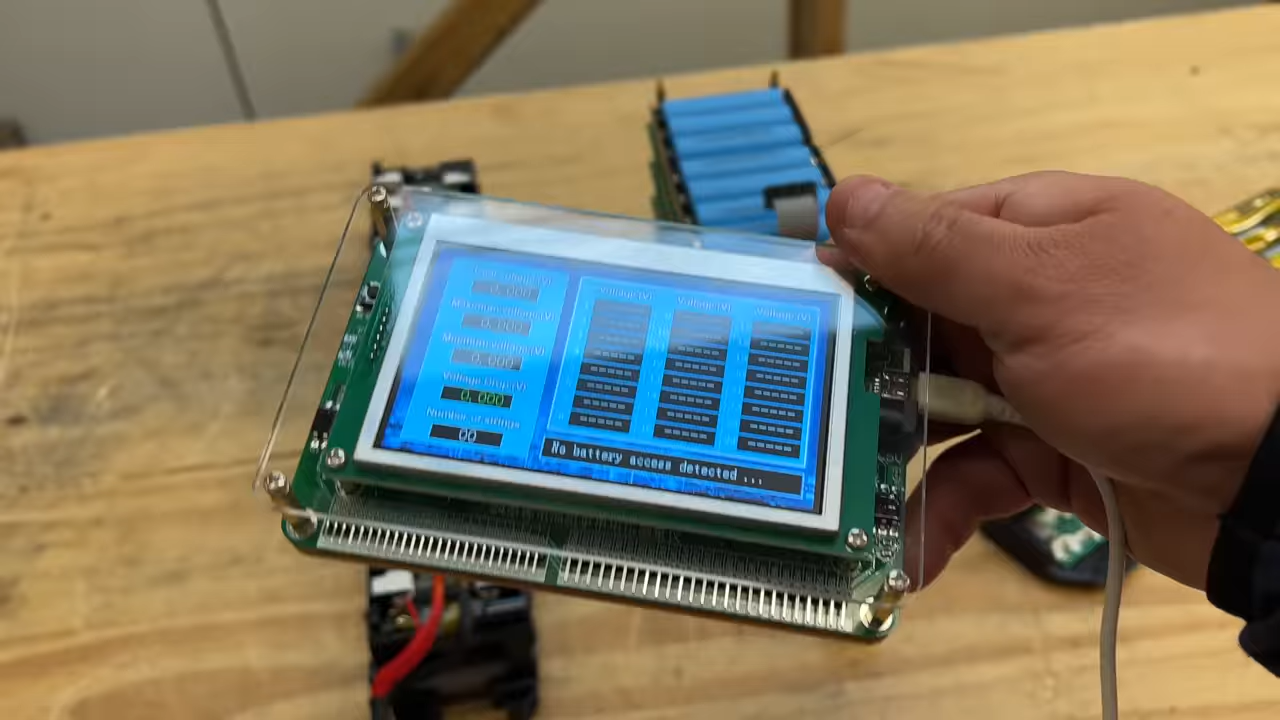 Total voltage(V)
0,000
Maximum voltage(V)
0,000
Minimum voltage(V)
0,000
Voltage Drop(V)
0,000
Number of strings
00
Voltage(V) Voltage(V) Voltage(V)
No battery access detected ...